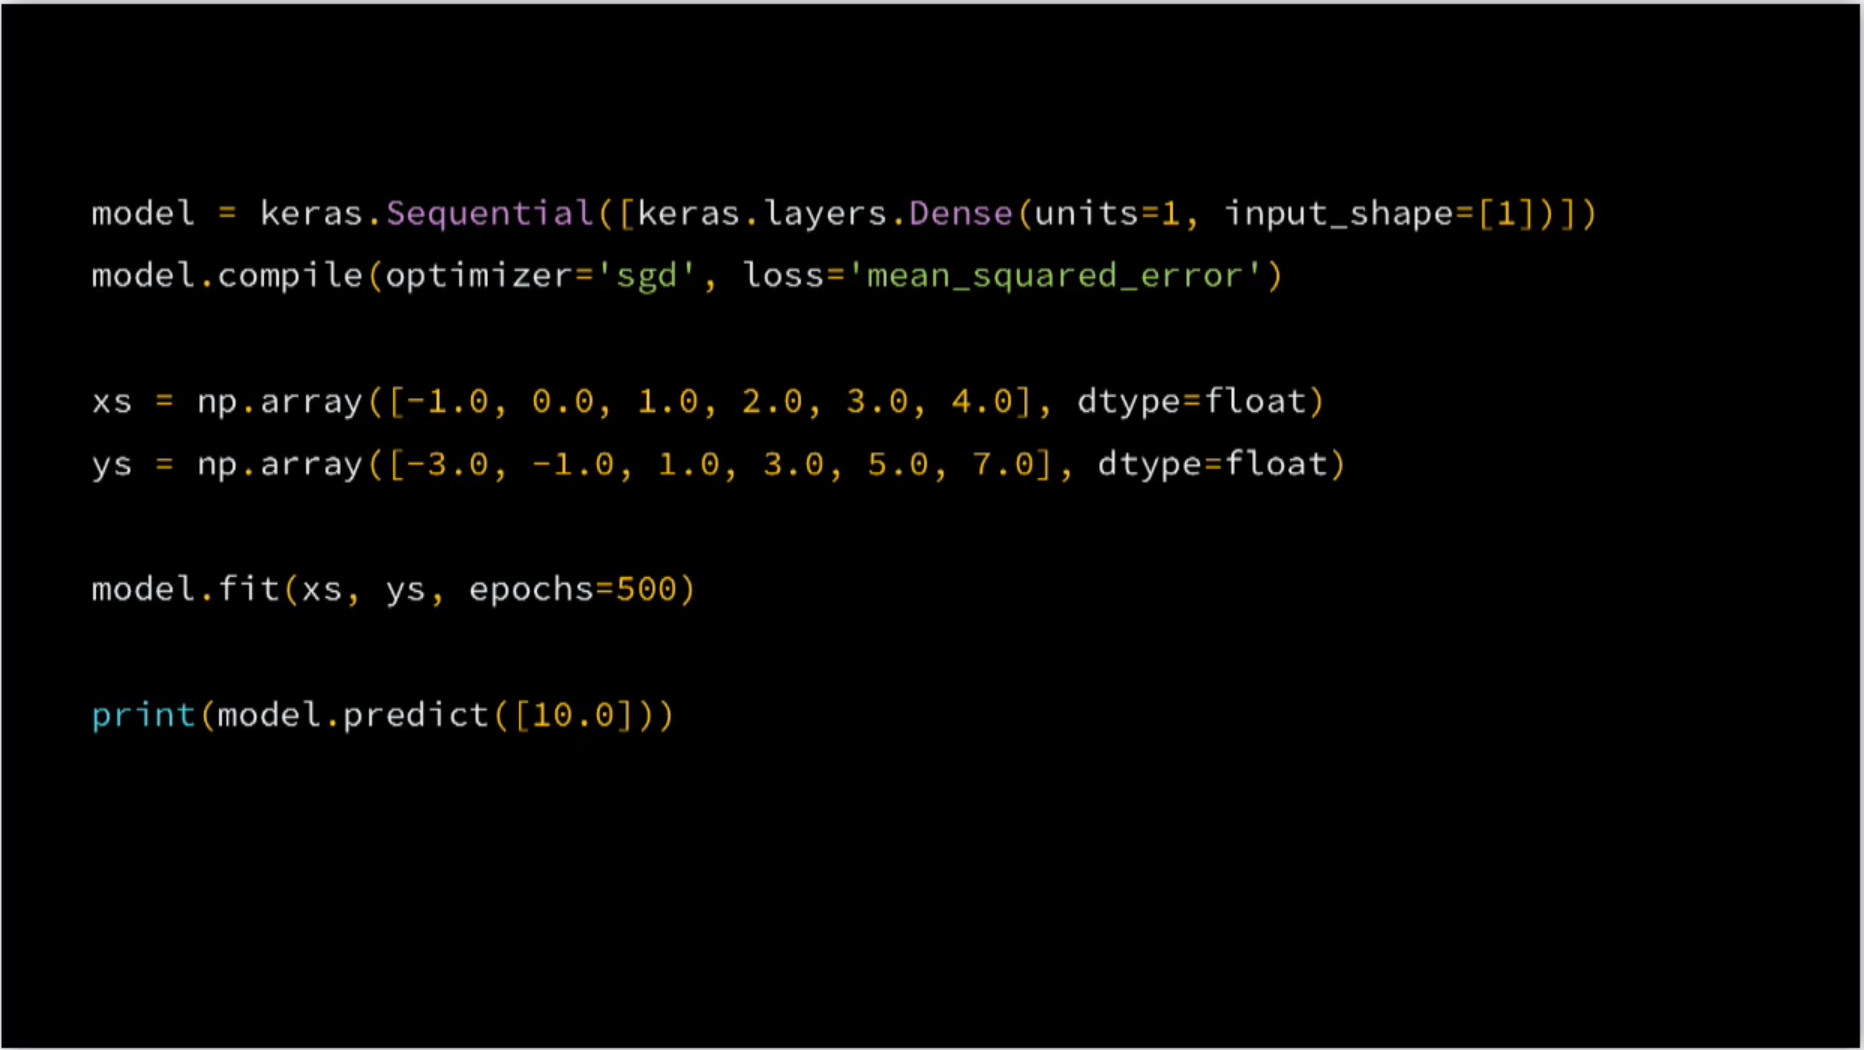 model = keras.Sequential([keras.layers.Dense(units=1, input_shape=[1])])
model.compile(optimizer='sgd', loss='mean_squared_error')
xs = np.array([-1.0, 0.0, 1.0, 2.0, 3.0, 4.0], dtype=float)
ys = np.array([-3.0, -1.0, 1.0, 3.0, 5.0, 7.0], dtype=float)
model.fit(xs, ys, epochs=500)
print(model.predict([10.0]))